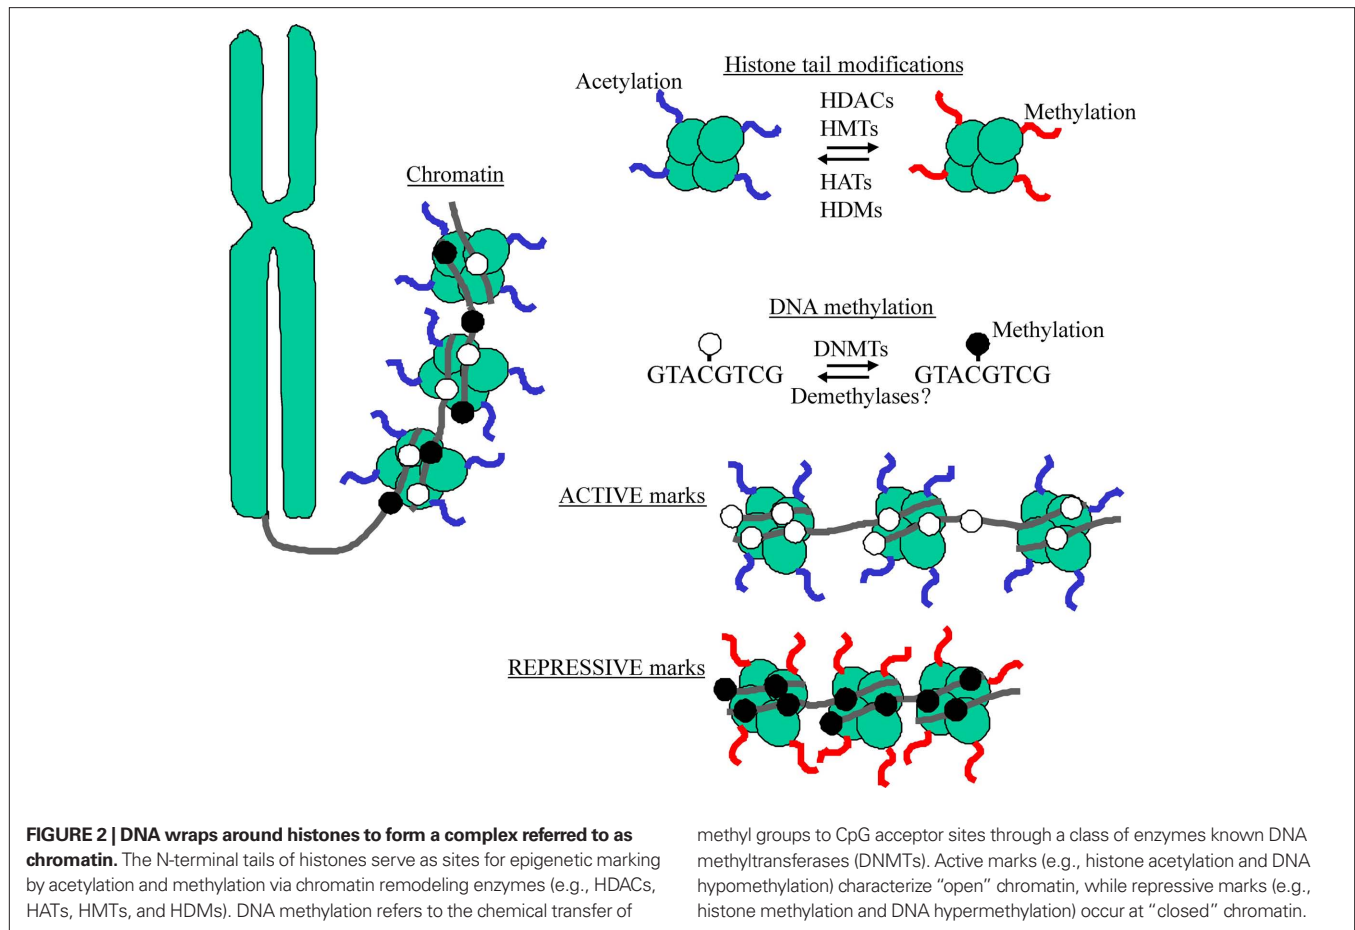 Histone tail modifications
Acetylation
HDACs
HMTs
Methylation
HATs
HDMs
Chromatin
DNA methylation
Methylation
DNMTs
GTACGTCG
GTACGTCG
Demethylases?
ACTIVE marks
REPRESSIVE marks
FIGURE 2 | DNA wraps around histones to form a complex referred to as
chromatin. The N-terminal tails of histones serve as sites for epigenetic marking
by acetylation and methylation via chromatin remodeling enzymes (e.g., HDACs,
HATs, HMTs, and HDMs). DNA methylation refers to the chemical transfer of
methyl groups to CpG acceptor sites through a class of enzymes known DNA
methyltransferases (DNMTs). Active marks (e.g., histone acetylation and DNA
hypomethylation) characterize “open” chromatin, while repressive marks (e.g.,
histone methylation and DNA hypermethylation) occur at “closed” chromatin.